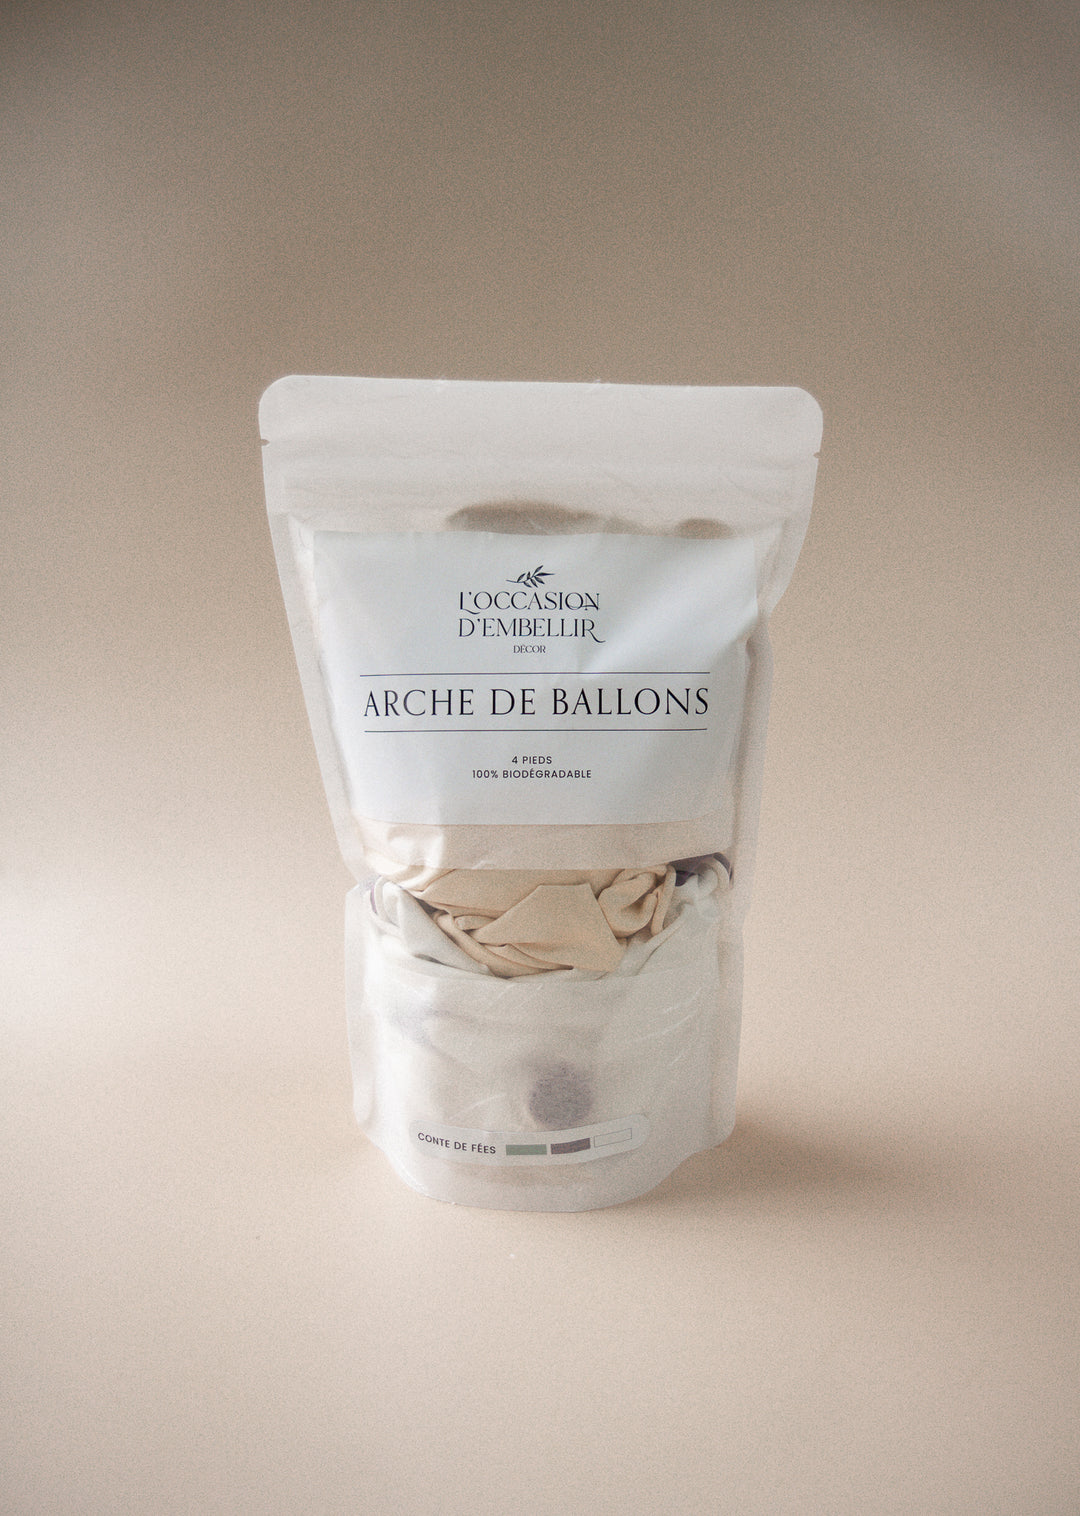 L'OCCASION
D'EMBELLIR
DÉCOR
ARCHE DE BALLONS
4 PIEDS
100% BIODÉGRADABLE
CONTE DE FÉES